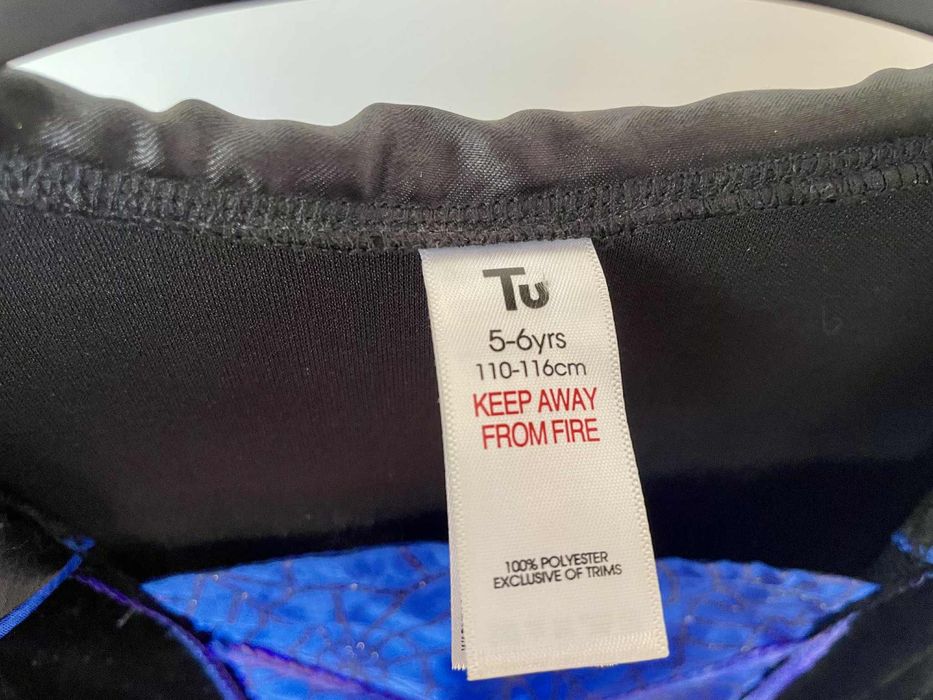 Tu
5-6yrs
110-116cm
KEEP AWAY
FROM FIRE
100% POLYESTER
EXCLUSIVE OF TRIMS